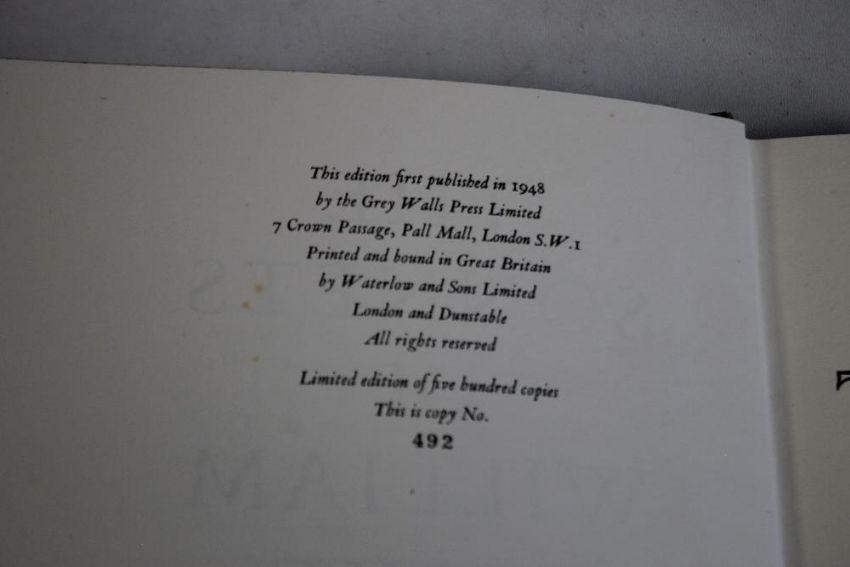 This edition first published in 1948
by the Grey Walls Press Limited
7 Crown Passage, Pall Mall, London S.W.1
Printed and bound in Great Britain
by Waterlow and Sons Limited
London and Dunstable
All rights reserved
Limited edition of five hundred copies
This is copy No.
492
WILLIAM